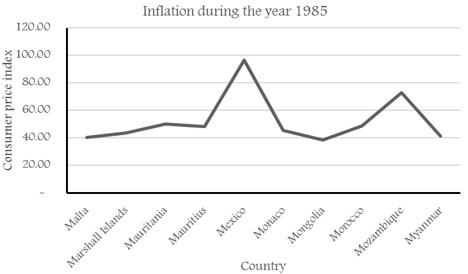 Inflation during the year 1985
Consumer price index
120.00
100.00
80.00
60.00
40.00
20.00
-
Malta
Marshall Islands
Mauritania
Mauritius
Mexico
Monaco
Mongolia
Morocco
Mozambique
Myanmar
Country